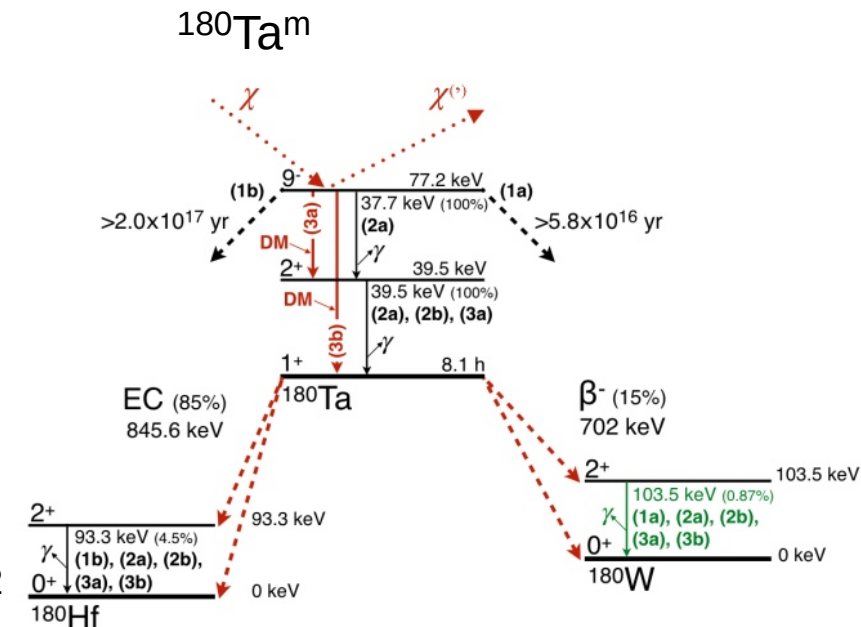 180Tam
χ
χ(')
9-
77.2 keV
(1b)
(1a)
37.7 keV (100%)
(2a)
>2.0x10^17 yr
>5.8x10^16 yr
(3a)
DM
γ
2+
39.5 keV
DM
39.5 keV (100%)
(2a), (2b), (3a)
(3b)
γ
1+
8.1 h
180Ta
EC (85%)
845.6 keV
β- (15%)
702 keV
2+
103.5 keV
103.5 keV (0.87%)
γ
(1a), (2a), (2b),
(3a), (3b)
0+
0 keV
180W
2+
93.3 keV
93.3 keV (4.5%)
γ
(1b), (2a), (2b),
(3a), (3b)
0+
0 keV
180Hf